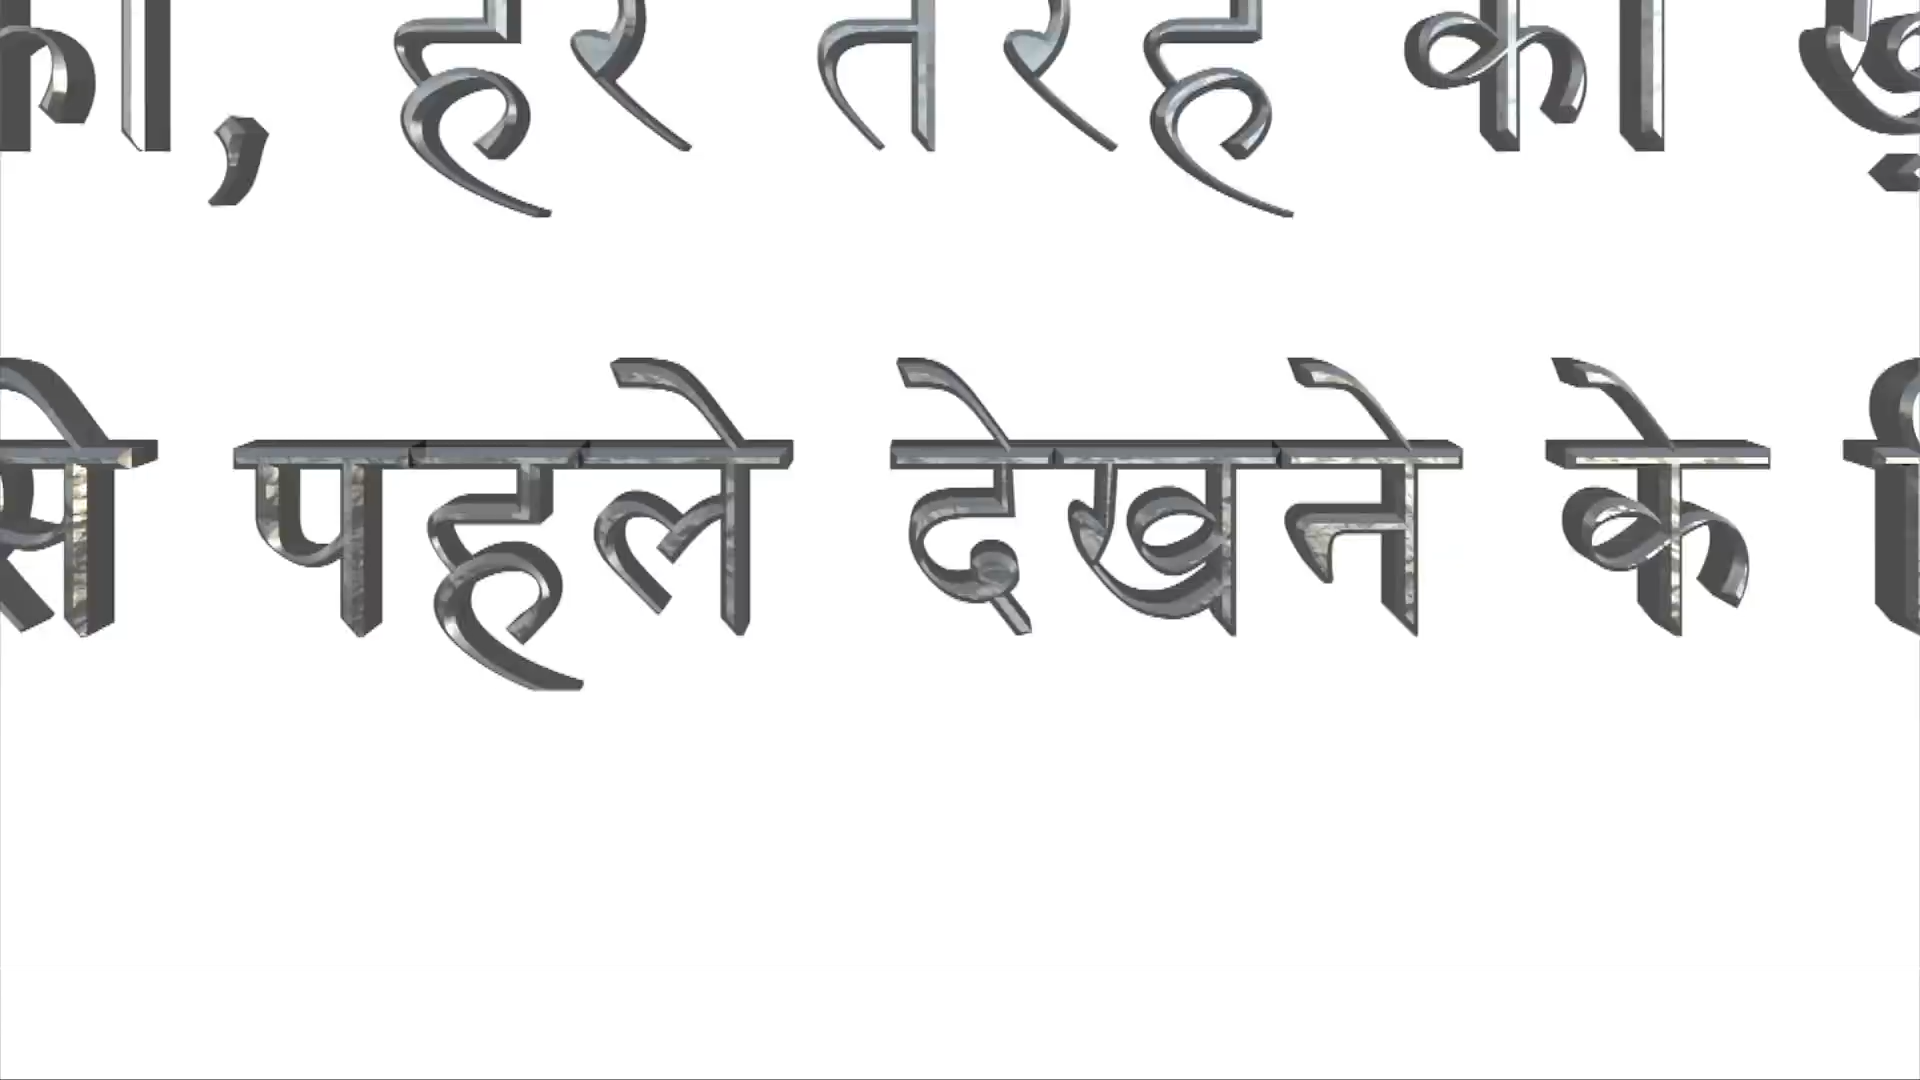 हर तरह का
से पहले देखने के